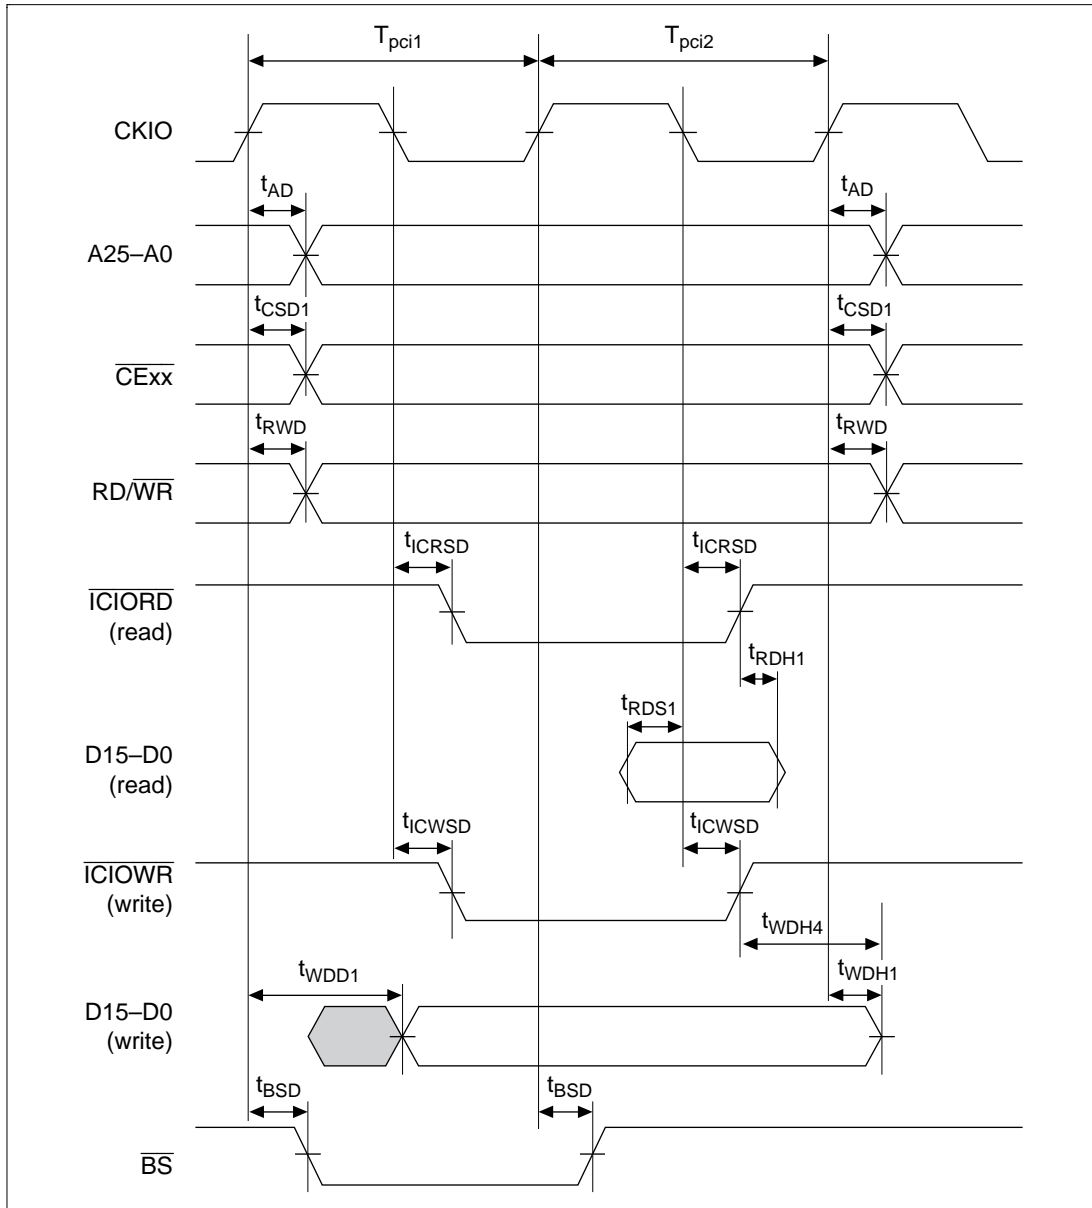 Tpci1 Tpci2
CKIO
tAD tAD
A25–A0
tCSD1 tCSD1
CExx
tRWD tRWD
RD/WR
tICRSD tICRSD
ICIORD
(read)
tRDH1
tRDS1
D15–D0
(read)
tICWSD tICWSD
ICIOWR
(write)
tWDH4
tWDD1 tWDH1
D15–D0
(write)
tBSD tBSD
BS